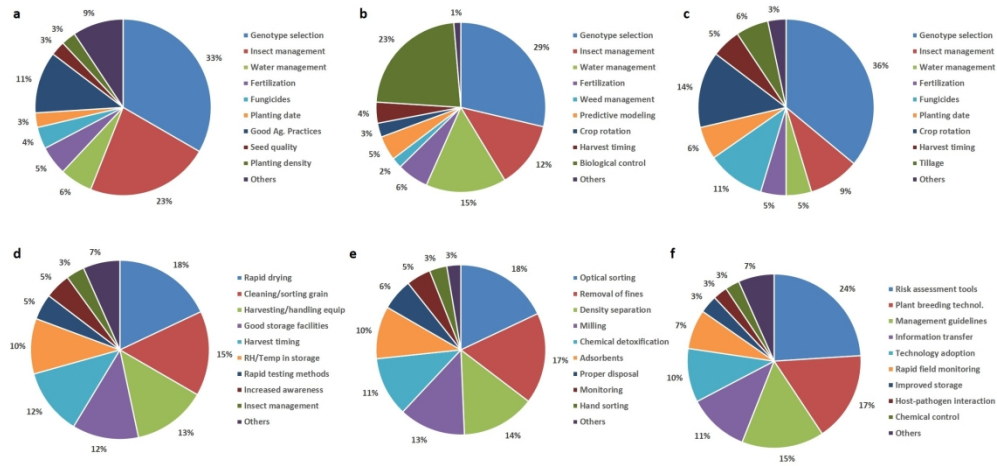 a
33%
23%
6%
5%
4%
3%
11%
3%
3%
9%
Genotype selection
Insect management
Water management
Fertilization
Fungicides
Planting date
Good Ag. Practices
Seed quality
Planting density
Others
b
29%
12%
15%
6%
2%
5%
3%
4%
23%
1%
Genotype selection
Insect management
Water management
Fertilization
Weed management
Predictive modeling
Crop rotation
Harvest timing
Biological control
Others
c
36%
9%
5%
5%
11%
6%
14%
5%
6%
3%
Genotype selection
Insect management
Water management
Fertilization
Fungicides
Planting date
Crop rotation
Harvest timing
Tillage
Others
d
18%
15%
13%
12%
12%
10%
5%
5%
3%
7%
Rapid drying
Cleaning/sorting grain
Harvesting/handling equip
Good storage facilities
Harvest timing
RH/Temp in storage
Rapid testing methods
Increased awareness
Insect management
Others
e
18%
17%
14%
13%
11%
10%
6%
5%
3%
3%
Optical sorting
Removal of fines
Density separation
Milling
Chemical detoxification
Adsorbents
Proper disposal
Monitoring
Hand sorting
Others
f
24%
17%
15%
11%
10%
7%
3%
3%
3%
7%
Risk assessment tools
Plant breeding technol.
Management guidelines
Information transfer
Technology adoption
Rapid field monitoring
Improved storage
Host-pathogen interaction
Chemical control
Others